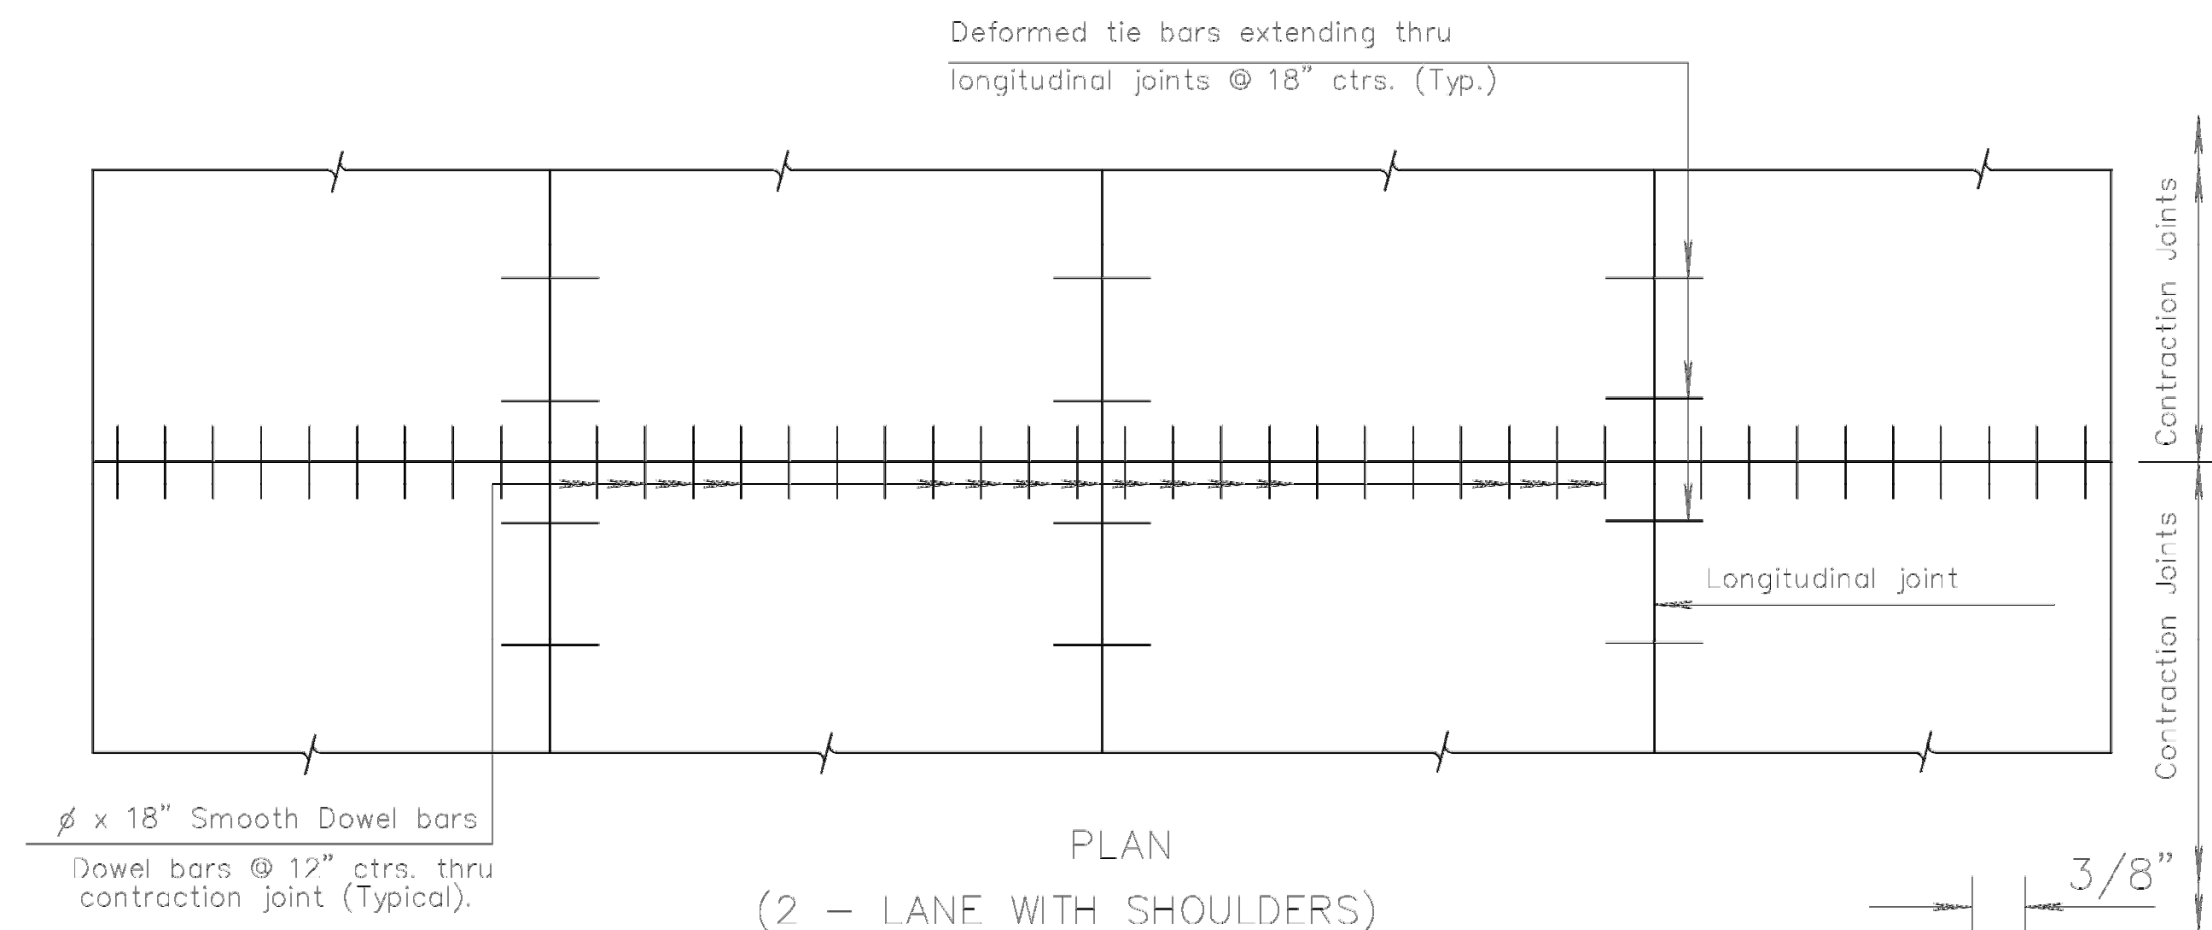 Deformed tie bars extending thru
longitudinal joints @ 18" ctrs. (Typ.)
Contraction Joints
Longitudinal joint
Contraction Joints
ø x 18" Smooth Dowel bars
Dowel bars @ 12" ctrs. thru
contraction joint (Typical).
PLAN
(2 - LANE WITH SHOULDERS)
3/8"